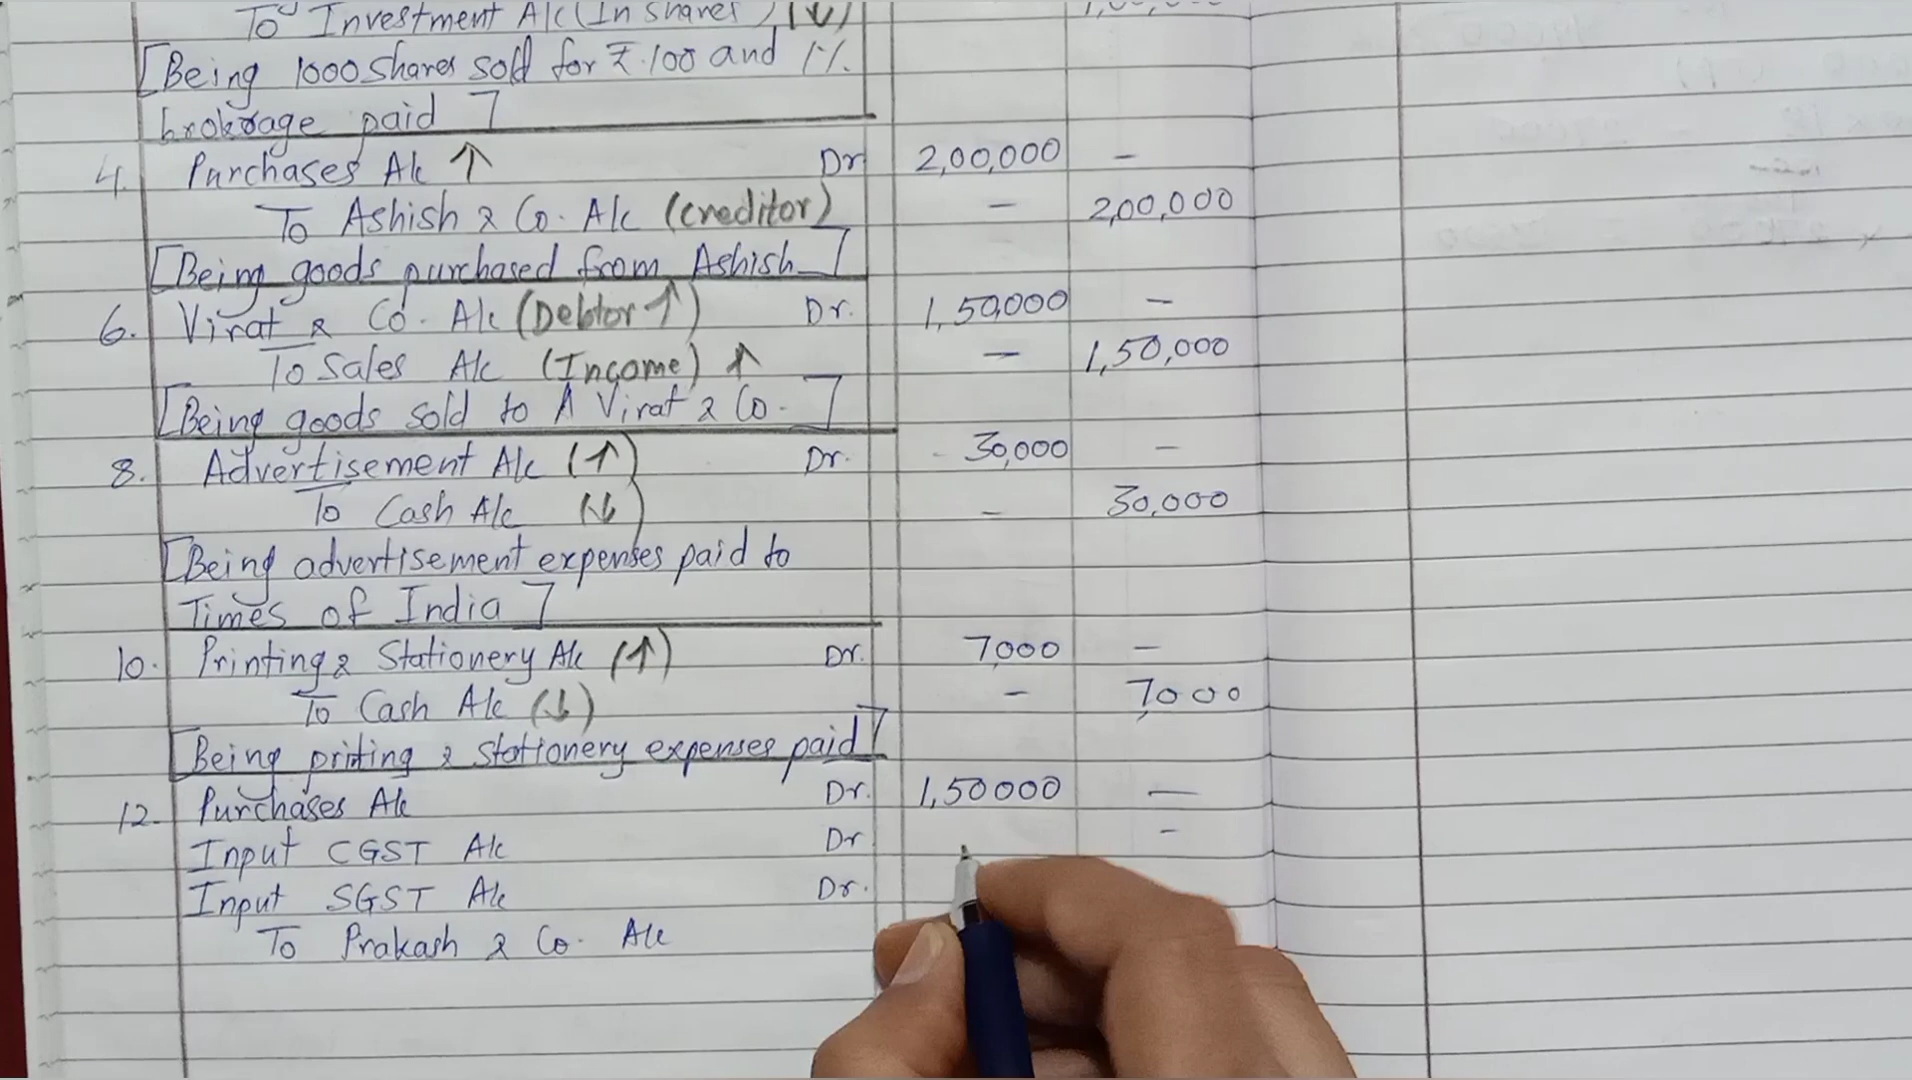 To Investment A/c (In shares) (↓)
[Being 1000 shares sold for ₹.100 and 1%.
brokrage paid]
4. Purchases A/c ↑ Dr 2,00,000 —
To Ashish & Co. A/c (creditor) — 2,00,000
[Being goods purchased from Ashish]
6. Virat & Co. A/c (Debtor ↑) Dr. 1,50,000 —
To Sales A/c (Income) ↑ — 1,50,000
[Being goods sold to A Virat & Co.]
8. Advertisement A/c (↑) Dr. 30,000 —
To Cash A/c (↓) — 30,000
[Being advertisement expenses paid to
Times of India]
10. Printing & Stationery A/c (↑) Dr. 7,000 —
To Cash A/c (↓) — 7,000
[Being priting & stationery expenses paid]
12. Purchases A/c Dr. 1,50000 —
Input CGST A/c Dr —
Input SGST A/c Dr.
To Prakash & Co. A/c